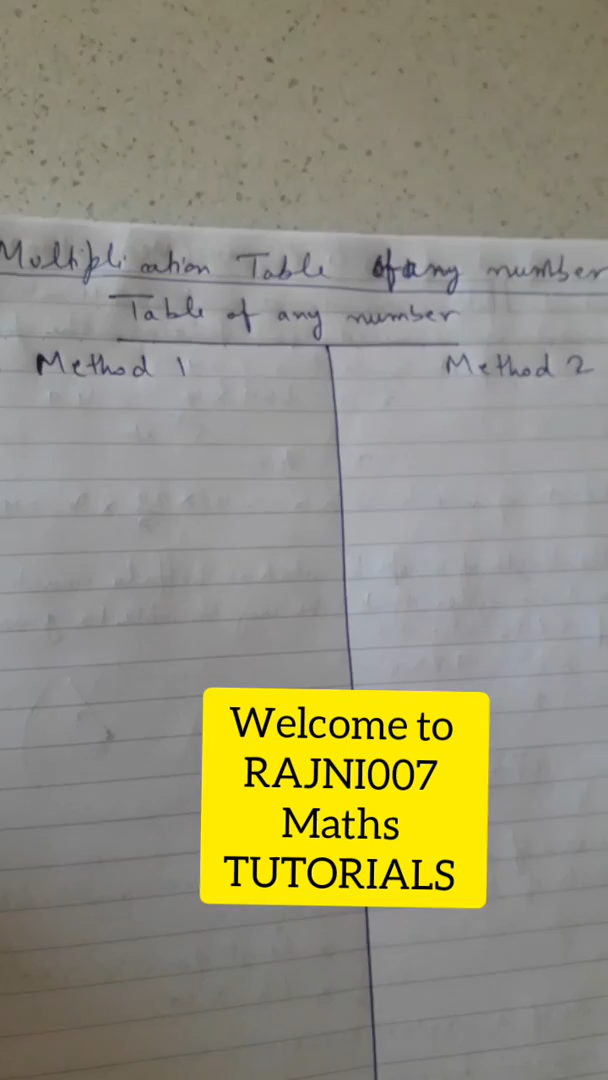 Multiplication Table of any number
Table of any number
Method 1
Method 2
Welcome to
RAJNI007
Maths
TUTORIALS